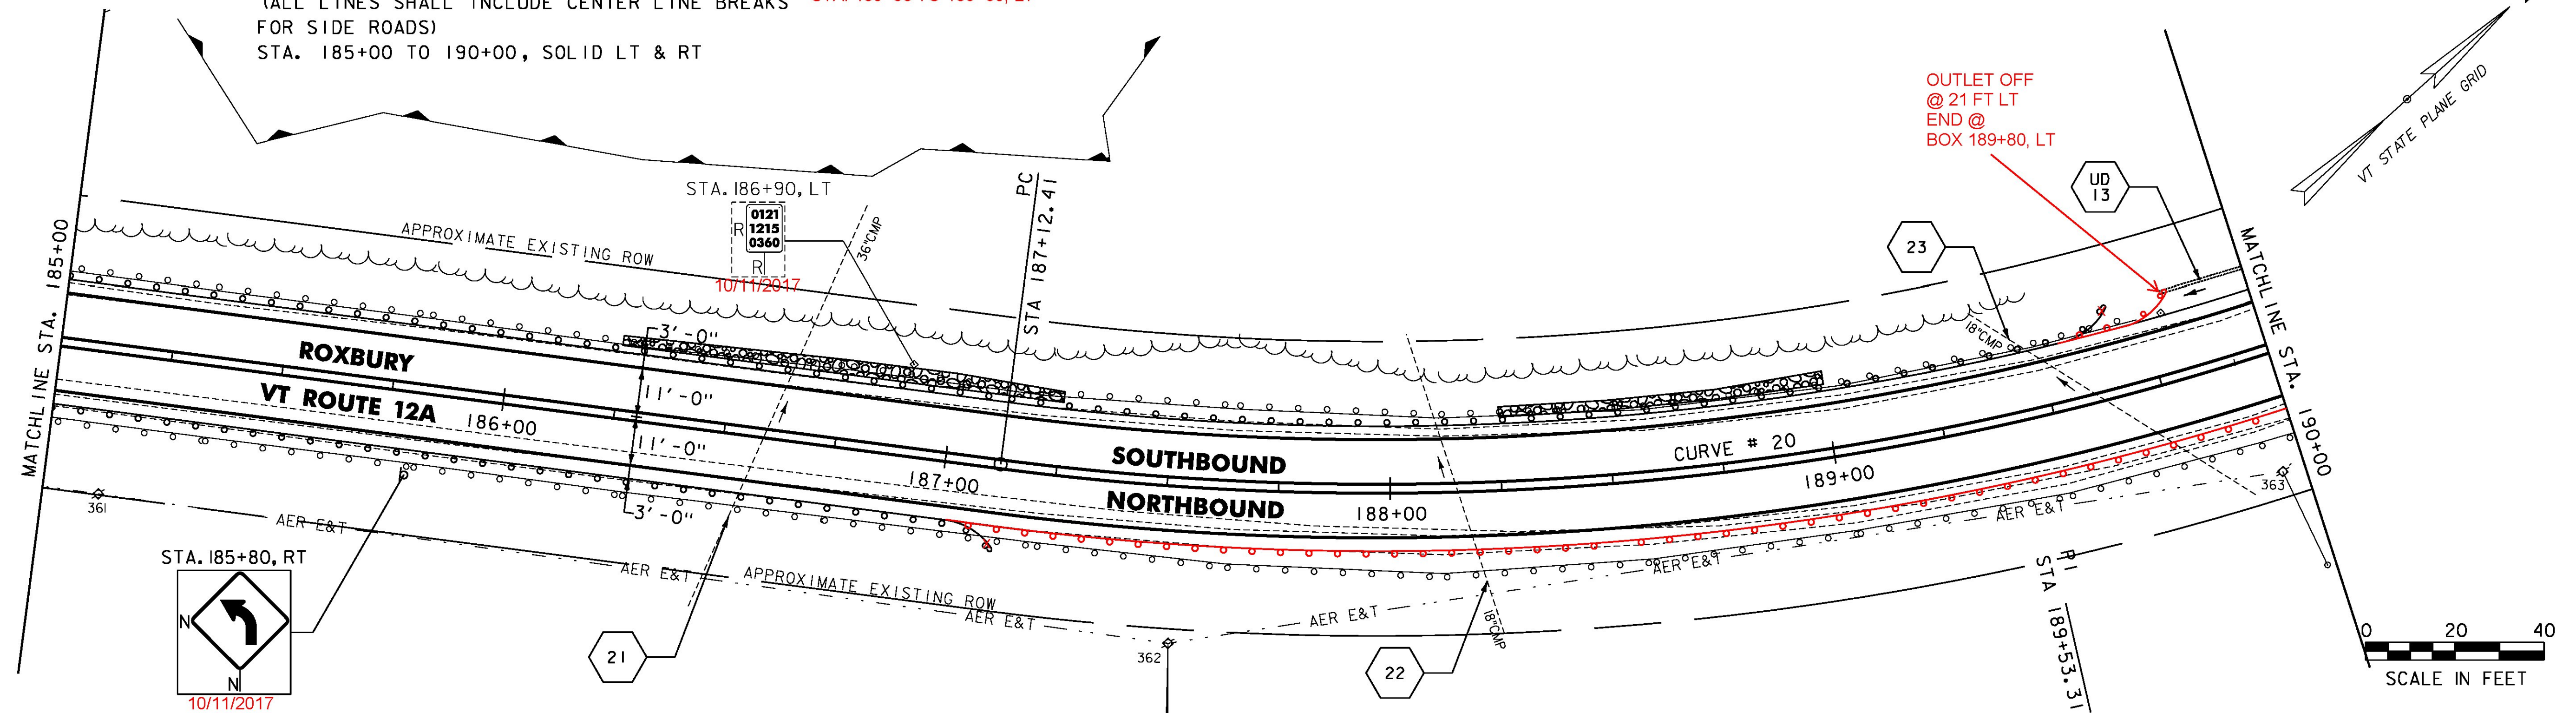 (ALL LINES SHALL INCLUDE CENTER LINE BREAKS
FOR SIDE ROADS)
STA. 185+00 TO 190+00, SOLID LT & RT
OUTLET OFF
@ 21 FT LT
END @
BOX 189+80, LT
VT STATE PLANE GRID
UD
13
23
STA. 186+90, LT
0121
R 1215
0360
R
10/11/2017
36"CMP
PC
STA 187+12.41
MATCHLINE STA. 185+00
APPROXIMATE EXISTING ROW
18"CMP
MATCHLINE STA. 190+00
3'-0"
ROXBURY
11'-0"
VT ROUTE 12A
186+00
11'-0"
3'-0"
187+00
SOUTHBOUND
NORTHBOUND
188+00
CURVE # 20
189+00
361
AER E&T
AER E&T
APPROXIMATE EXISTING ROW
AER E&T
AER E&T
AER E&T
AER E&T
363
PI
STA 189+53.31
STA. 185+80, RT
N
N
10/11/2017
21
362
22
18"CMP
0 20 40
SCALE IN FEET